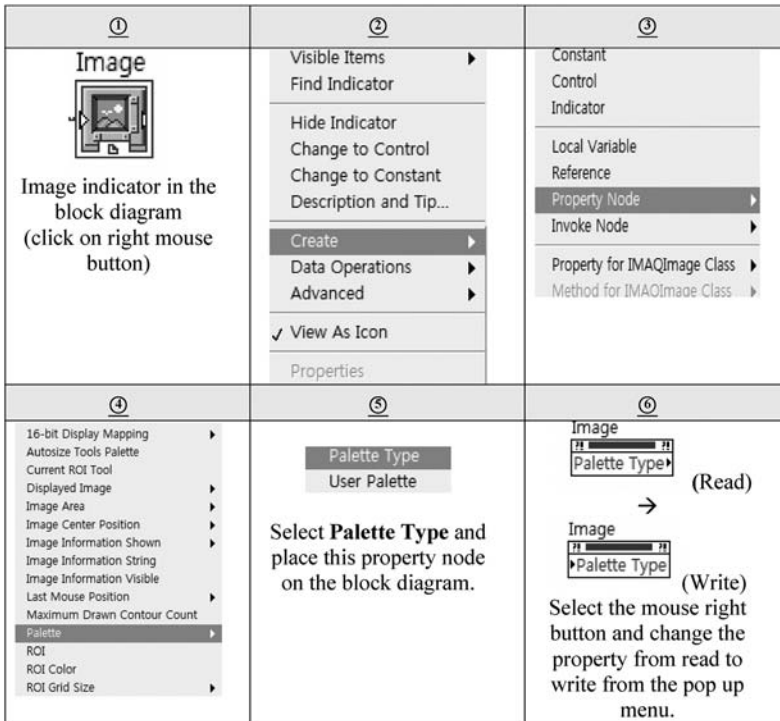 ①
Image
Image indicator in the
block diagram
(click on right mouse
button)
②
Visible Items
Find Indicator
Hide Indicator
Change to Control
Change to Constant
Description and Tip...
Create
Data Operations
Advanced
✓ View As Icon
Properties
③
Constant
Control
Indicator
Local Variable
Reference
Property Node
Invoke Node
Property for IMAQImage Class
Method for IMAQImage Class
④
16-bit Display Mapping
Autosize Tools Palette
Current ROI Tool
Displayed Image
Image Area
Image Center Position
Image Information Shown
Image Information String
Image Information Visible
Last Mouse Position
Maximum Drawn Contour Count
Palette
ROI
ROI Color
ROI Grid Size
⑤
Palette Type
User Palette
Select Palette Type and
place this property node
on the block diagram.
⑥
Image
Palette Type
(Read)
→
Image
Palette Type
(Write)
Select the mouse right
button and change the
property from read to
write from the pop up
menu.